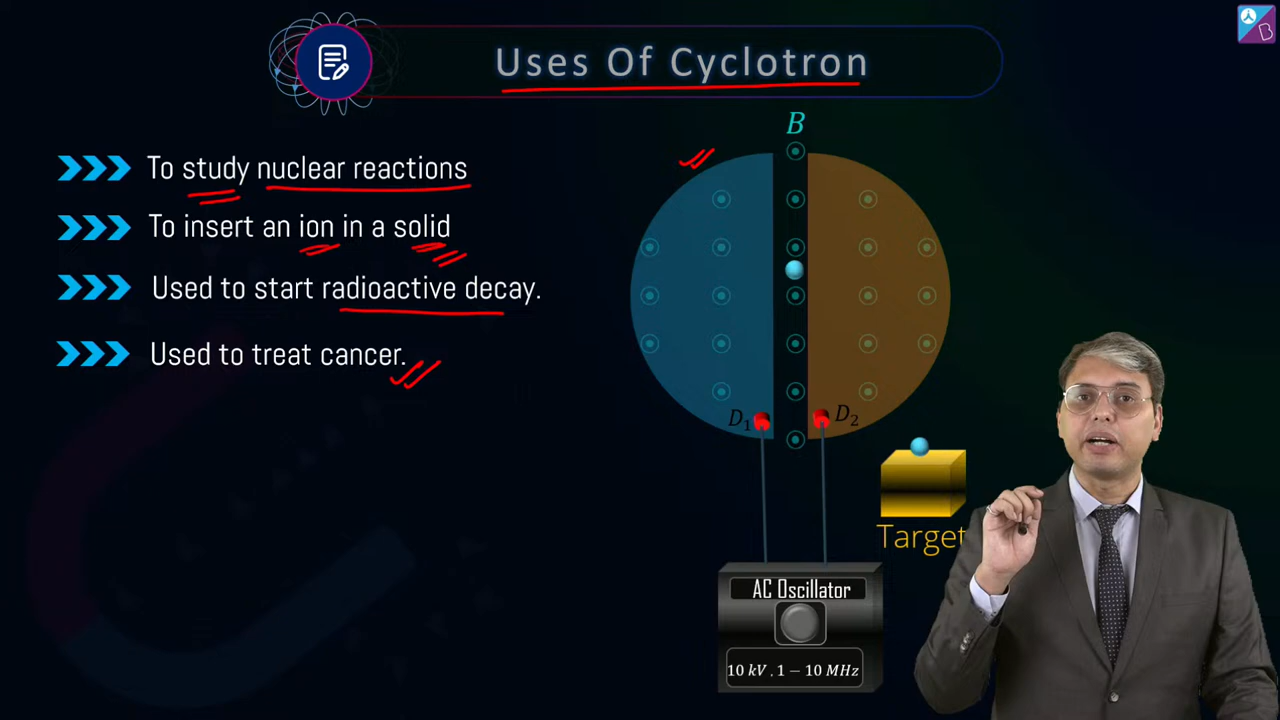 Uses Of Cyclotron
To study nuclear reactions
To insert an ion in a solid
Used to start radioactive decay.
Used to treat cancer.
B
D₁
D₂
Target
AC Oscillator
10 kV . 1 – 10 MHz
B